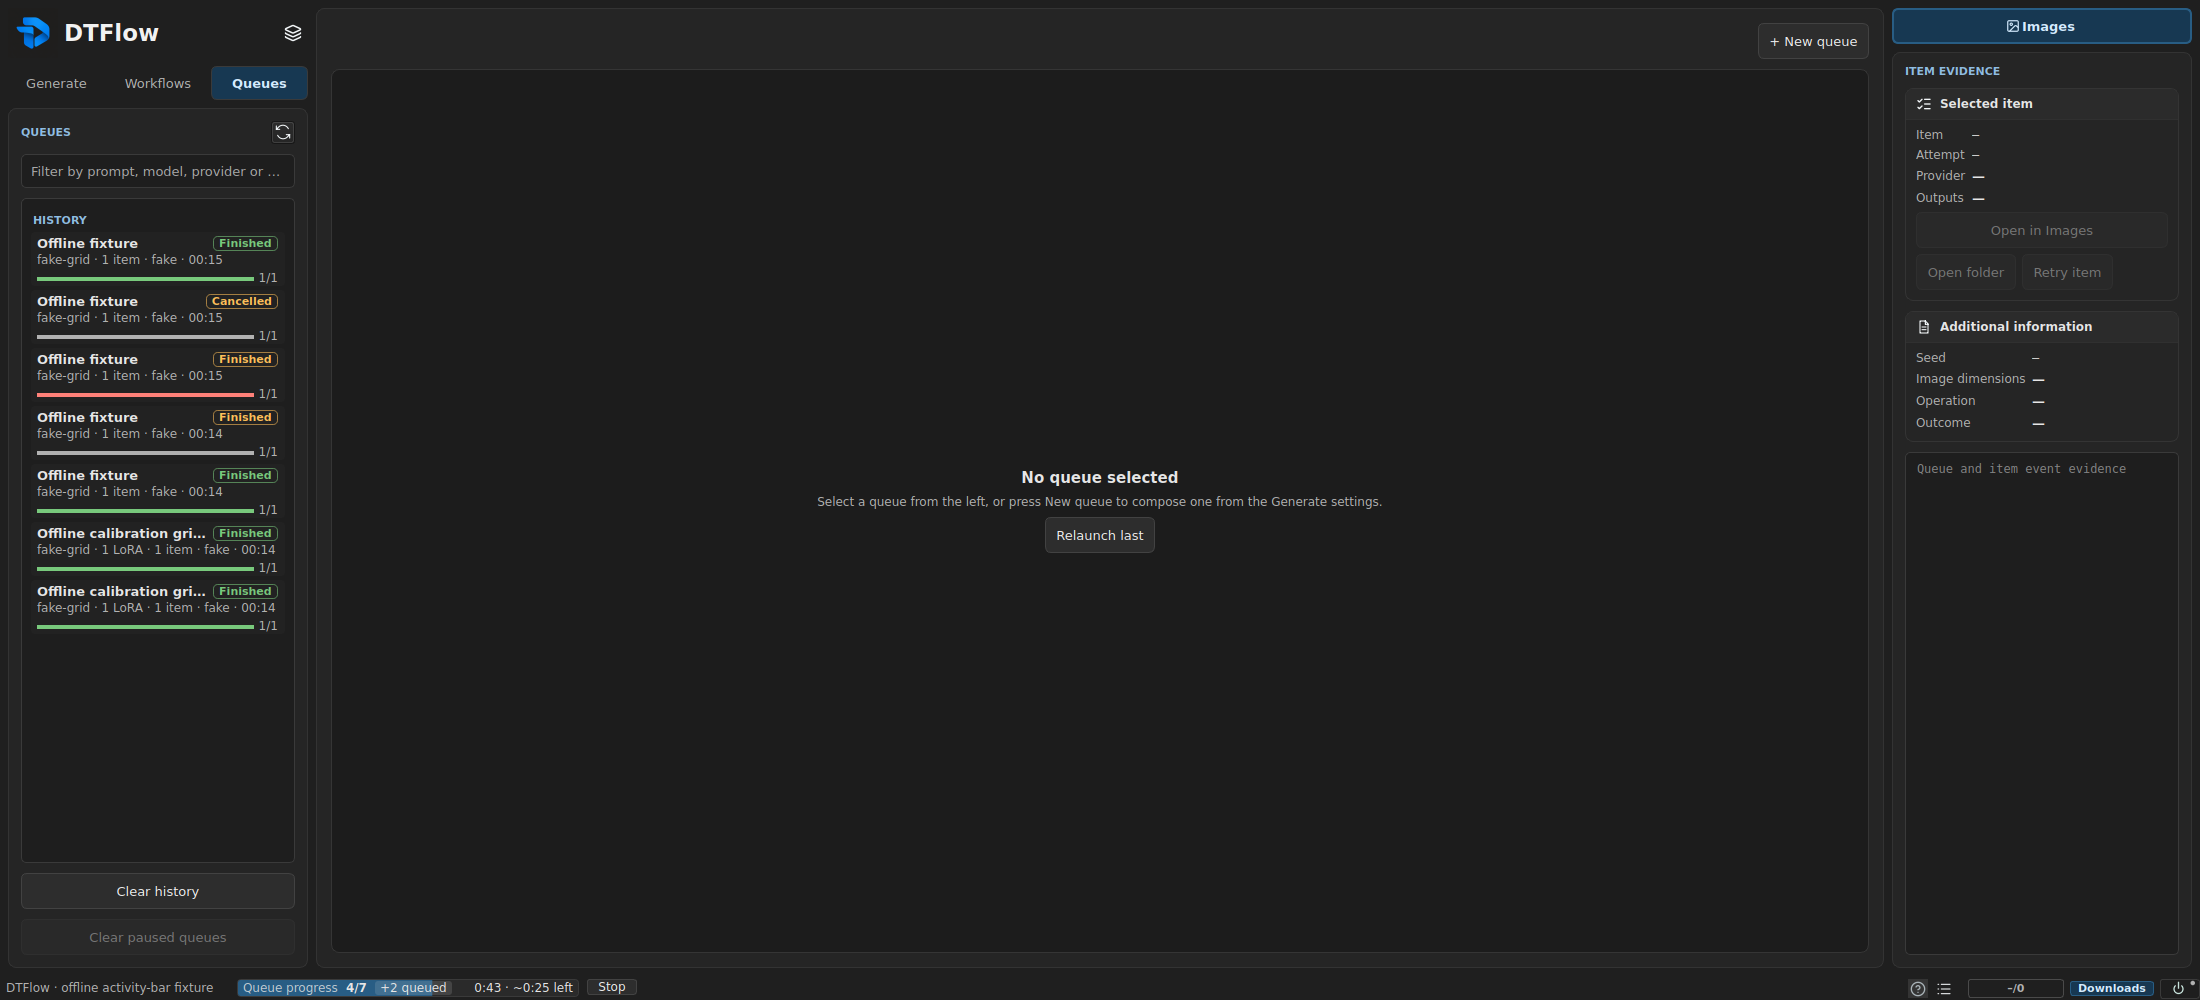 DTFlow
Generate
Workflows
Queues
QUEUES
Filter by prompt, model, provider or …
HISTORY
Offline fixture
Finished
fake-grid · 1 item · fake · 00:15
1/1
Offline fixture
Cancelled
fake-grid · 1 item · fake · 00:15
1/1
Offline fixture
Finished
fake-grid · 1 item · fake · 00:15
1/1
Offline fixture
Finished
fake-grid · 1 item · fake · 00:14
1/1
Offline fixture
Finished
fake-grid · 1 item · fake · 00:14
1/1
Offline calibration gri…
Finished
fake-grid · 1 LoRA · 1 item · fake · 00:14
1/1
Offline calibration gri…
Finished
fake-grid · 1 LoRA · 1 item · fake · 00:14
1/1
Clear history
Clear paused queues
+ New queue
No queue selected
Select a queue from the left, or press New queue to compose one from the Generate settings.
Relaunch last
Images
ITEM EVIDENCE
Selected item
Item –
Attempt –
Provider —
Outputs —
Open in Images
Open folder
Retry item
Additional information
Seed –
Image dimensions —
Operation —
Outcome —
Queue and item event evidence
DTFlow · offline activity-bar fixture
Queue progress 4/7 +2 queued 0:43 · ~0:25 left
Stop
–/0
Downloads